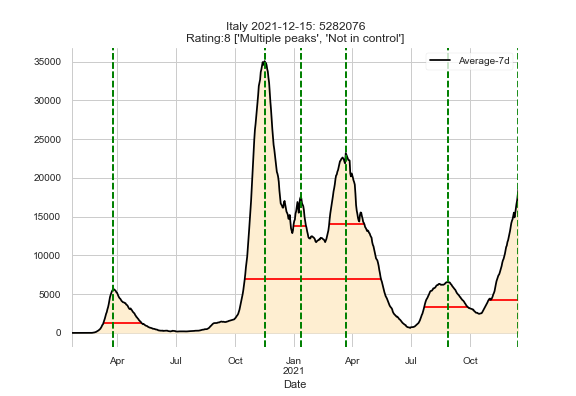 Italy 2021-12-15: 5282076
Rating:8 ['Multiple peaks', 'Not in control']
Average-7d
35000
30000
25000
20000
15000
10000
5000
0
Apr Jul Oct Jan Apr Jul Oct
2021
Date